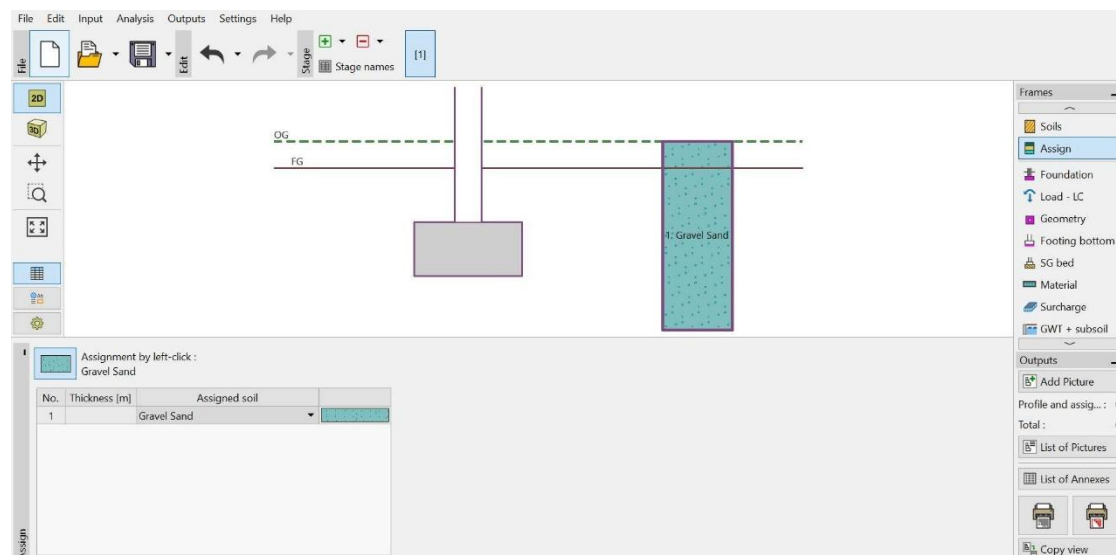 File Edit Input Analysis Outputs Settings Help
File
Edit
Stage
Stage names
[1]
2D
3D
OG
FG
1. Gravel Sand
Frames
Soils
Assign
Foundation
Load - LC
Geometry
Footing bottom
SG bed
Material
Surcharge
GWT + subsoil
Assignment by left-click :
Gravel Sand
No. Thickness [m] Assigned soil
1 Gravel Sand
Assign
Outputs
Add Picture
Profile and assig... :
Total :
List of Pictures
List of Annexes
Copy view